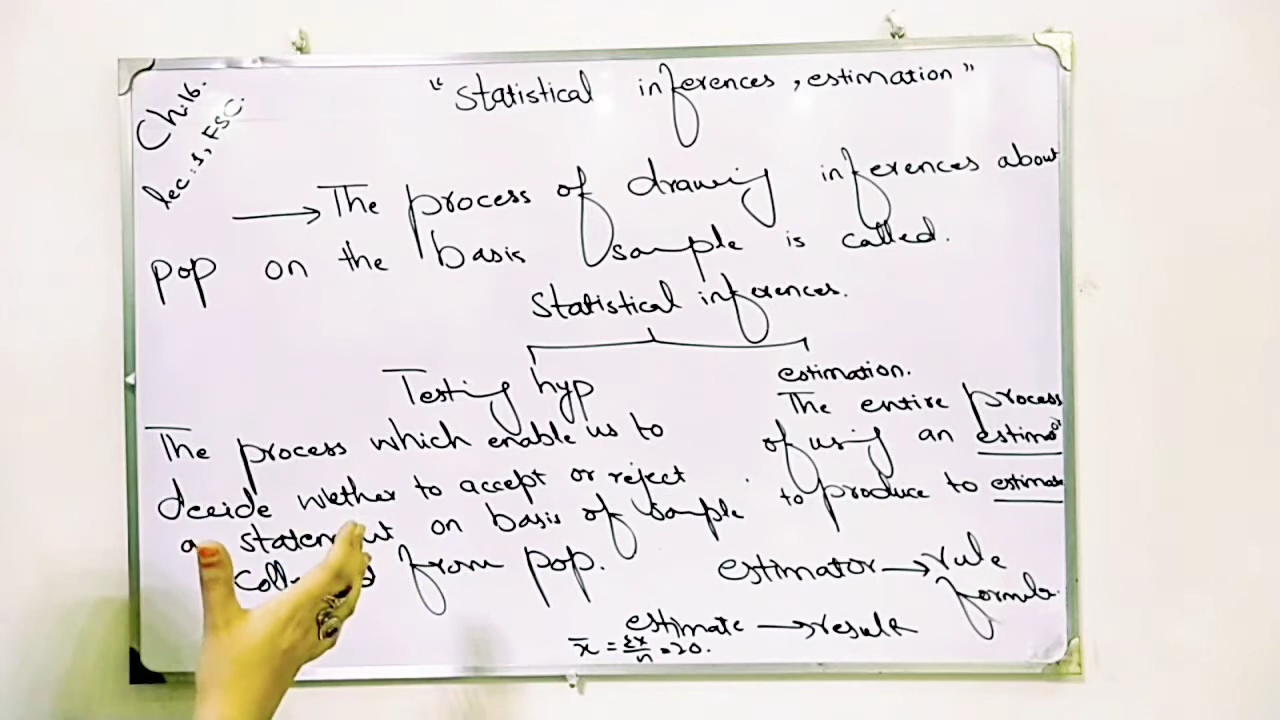 Ch.16.
lec:1, FSC.
"Statistical inferences, estimation"
→ The process of drawing inferences about
pop on the basis of sample is called.
Statistical inferences.
Testing hyp
The process which enable us to
decide wether to accept or reject
a statement on basis of sample
from pop.
estimation.
The entire process
of using an estimator
to produce to estimate
estimator → rule
formula.
estimate → result
x̄ = Σx/n = 20.